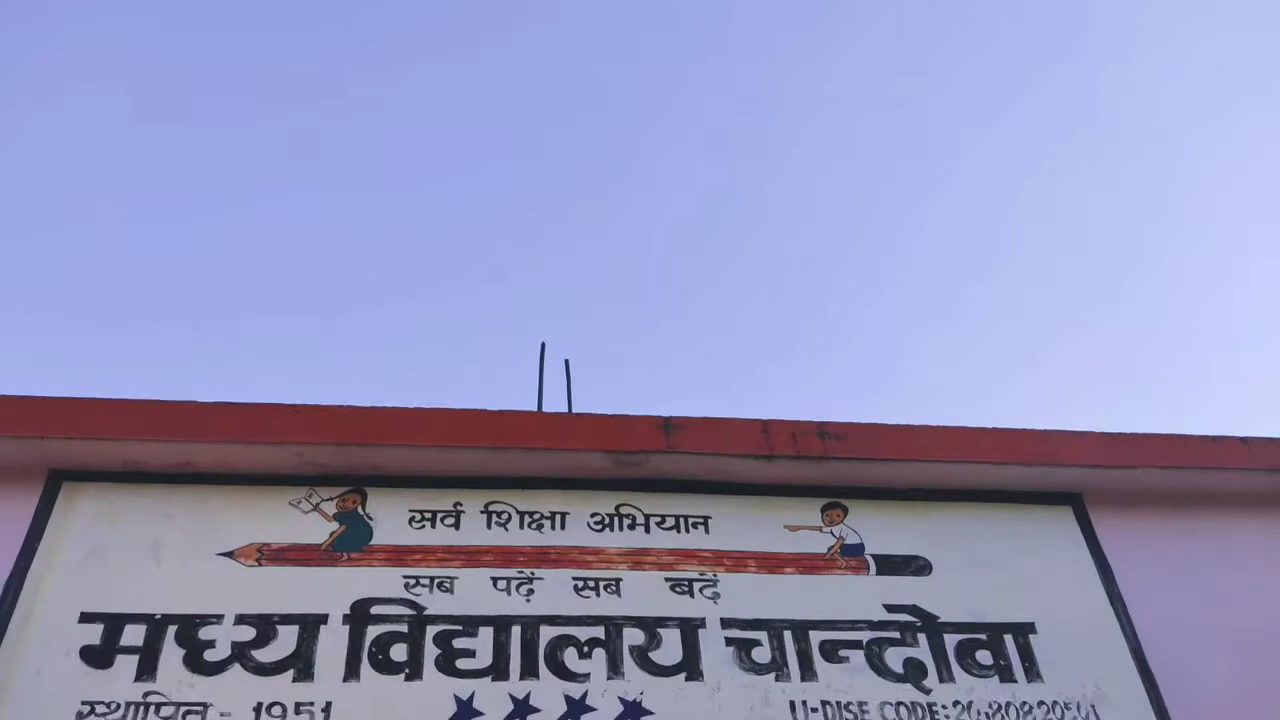 सर्व शिक्षा अभियान
सब पढ़ें सब बढ़ें
मध्य विद्यालय चान्दोवा
स्थापित - 1951 ★★★★ U-DISE CODE: